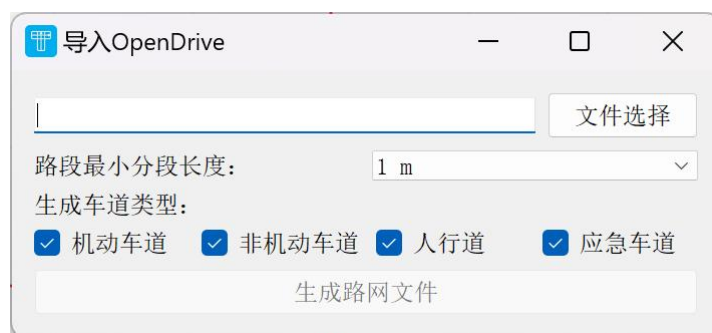 导入OpenDrive
文件选择
路段最小分段长度: 1 m
生成车道类型:
机动车道 非机动车道 人行道 应急车道
生成路网文件